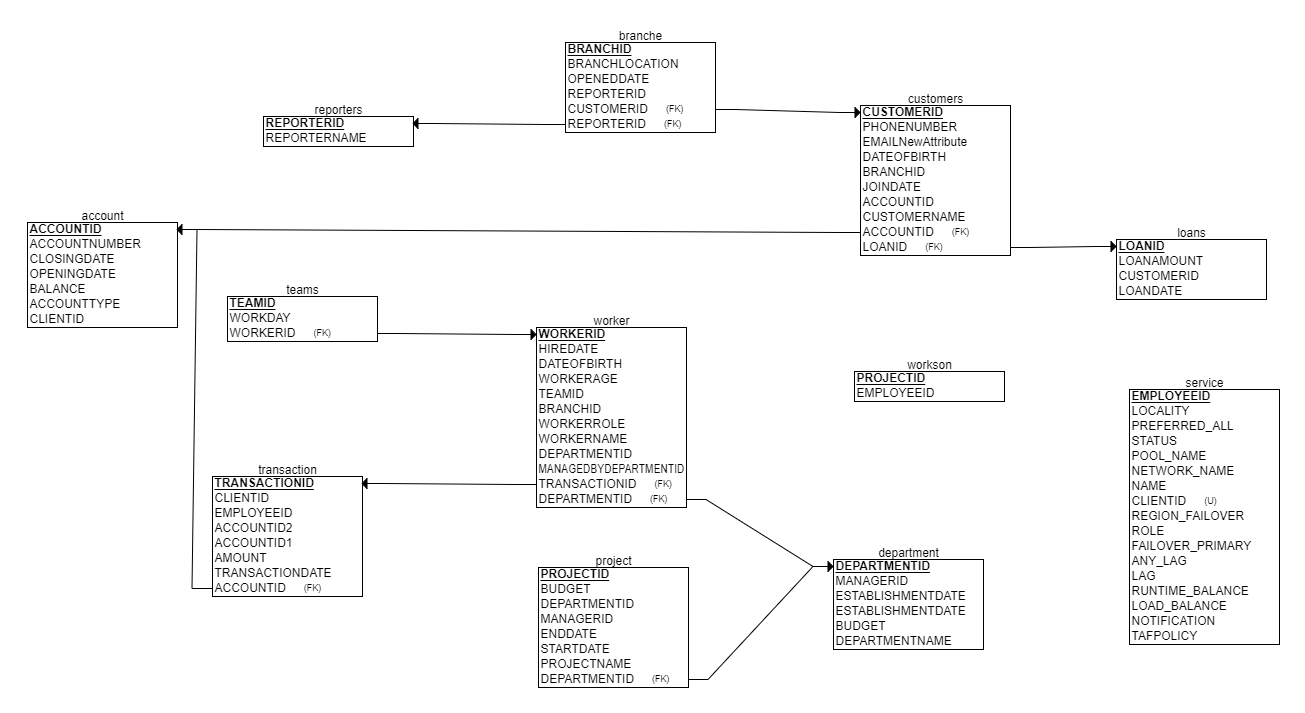 branche
BRANCHID
BRANCHLOCATION
OPENEDDATE
REPORTERID
CUSTOMERID (FK)
REPORTERID (FK)
reporters
REPORTERID
REPORTERNAME
customers
CUSTOMERID
PHONENUMBER
EMAILNewAttribute
DATEOFBIRTH
BRANCHID
JOINDATE
ACCOUNTID
CUSTOMERNAME
ACCOUNTID (FK)
LOANID (FK)
account
ACCOUNTID
ACCOUNTNUMBER
CLOSINGDATE
OPENINGDATE
BALANCE
ACCOUNTTYPE
CLIENTID
loans
LOANID
LOANAMOUNT
CUSTOMERID
LOANDATE
teams
TEAMID
WORKDAY
WORKERID (FK)
worker
WORKERID
HIREDATE
DATEOFBIRTH
WORKERAGE
TEAMID
BRANCHID
WORKERROLE
WORKERNAME
DEPARTMENTID
MANAGEDBYDEPARTMENTID
TRANSACTIONID (FK)
DEPARTMENTID (FK)
workson
PROJECTID
EMPLOYEEID
service
EMPLOYEEID
LOCALITY
PREFERRED_ALL
STATUS
POOL_NAME
NETWORK_NAME
NAME
CLIENTID (U)
REGION_FAILOVER
ROLE
FAILOVER_PRIMARY
ANY_LAG
LAG
RUNTIME_BALANCE
LOAD_BALANCE
NOTIFICATION
TAFPOLICY
transaction
TRANSACTIONID
CLIENTID
EMPLOYEEID
ACCOUNTID2
ACCOUNTID1
AMOUNT
TRANSACTIONDATE
ACCOUNTID (FK)
project
PROJECTID
BUDGET
DEPARTMENTID
MANAGERID
ENDDATE
STARTDATE
PROJECTNAME
DEPARTMENTID (FK)
department
DEPARTMENTID
MANAGERID
ESTABLISHMENTDATE
ESTABLISHMENTDATE
BUDGET
DEPARTMENTNAME